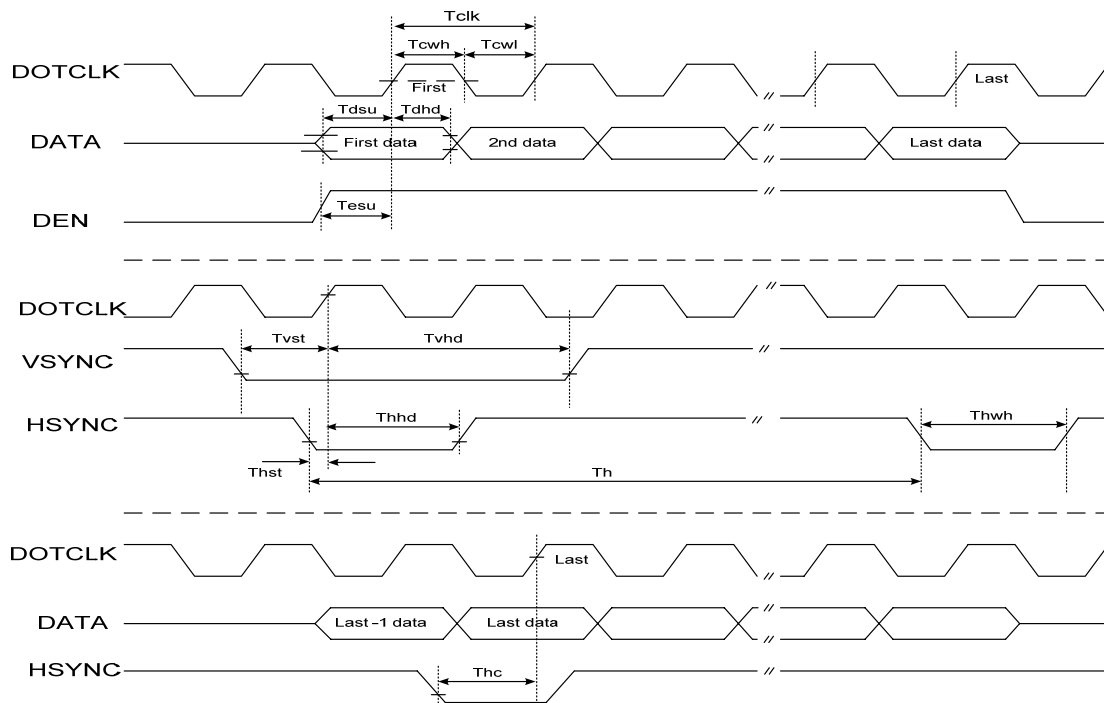 Tclk
Tcwh Tcwl
DOTCLK First // Last
Tdsu Tdhd
DATA First data 2nd data // Last data
DEN Tesu //
DOTCLK //
Tvst Tvhd
VSYNC //
HSYNC Thhd // Thwh
Thst Th
DOTCLK Last //
DATA Last-1 data Last data //
HSYNC Thc //